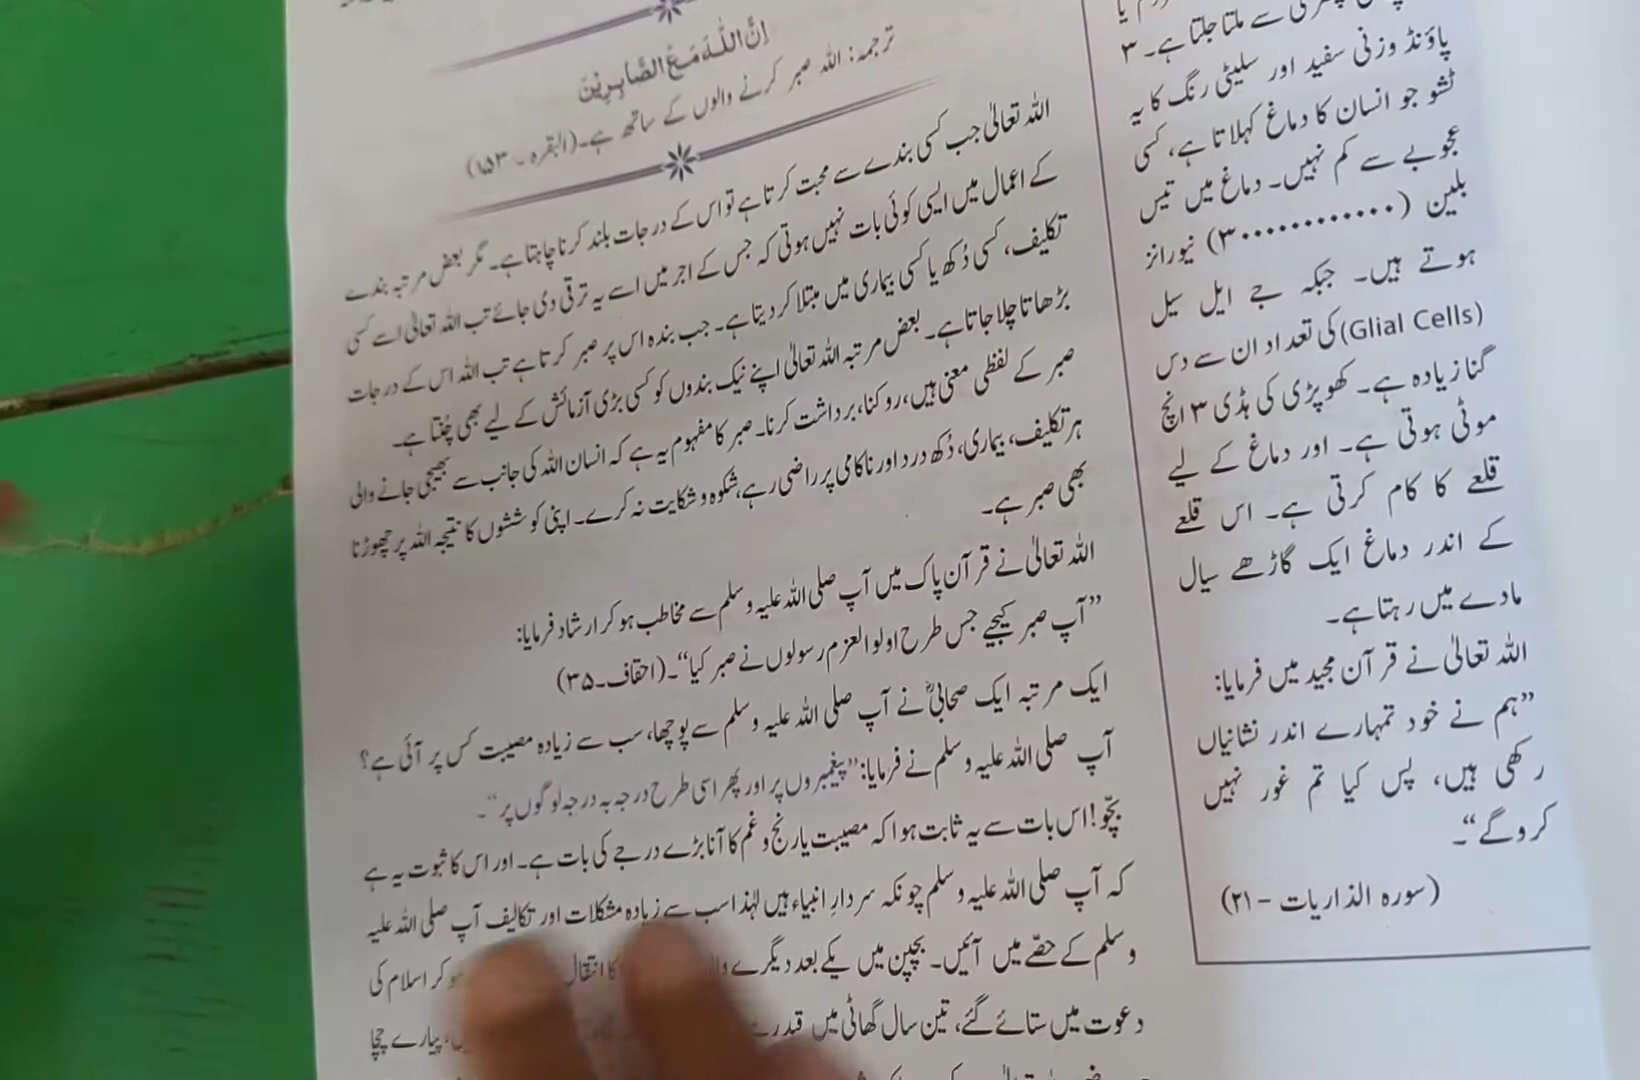 اِنَّ اللّٰهَ مَعَ الصَّابِرِيْنَ
ترجمہ: اللہ صبر کرنے والوں کے ساتھ ہے۔(البقرہ ۔ ۱۵۳)
اللہ تعالیٰ جب کسی بندے سے محبت کرتا ہے تو اس کے درجات بلند کرنا چاہتا ہے۔ مگر بعض مرتبہ بندے
کے اعمال میں ایسی کوئی بات نہیں ہوتی کہ جس کے اجر میں اسے یہ ترقی دی جائے تب اللہ تعالیٰ اسے کسی
تکلیف، کسی دُکھ یا کسی بیماری میں مبتلا کر دیتا ہے۔ جب بندہ اس پر صبر کرتا ہے تب اللہ اس کے درجات
بڑھاتا چلا جاتا ہے۔ بعض مرتبہ اللہ تعالیٰ اپنے نیک بندوں کو کسی بڑی آزمائش کے لیے بھی چُنتا ہے۔
صبر کے لفظی معنی ہیں، روکنا، برداشت کرنا۔ صبر کا مفہوم یہ ہے کہ انسان اللہ کی جانب سے بھیجی جانے والی
ہر تکلیف، بیماری، دُکھ درد اور ناکامی پر راضی رہے، شکوہ و شکایت نہ کرے۔ اپنی کوششوں کا نتیجہ اللہ پر چھوڑنا
بھی صبر ہے۔
اللہ تعالیٰ نے قرآن پاک میں آپ صلی اللہ علیہ وسلم سے مخاطب ہو کر ارشاد فرمایا:
”آپ صبر کیجیے جس طرح اولوالعزم رسولوں نے صبر کیا“۔ (احقاف۔۳۵)
ایک مرتبہ ایک صحابیؓ نے آپ صلی اللہ علیہ وسلم سے پوچھا، سب سے زیادہ مصیبت کس پر آئی ہے؟
آپ صلی اللہ علیہ وسلم نے فرمایا: ”پیغمبروں پر اور پھر اسی طرح درجہ بہ درجہ لوگوں پر“۔
بچّو! اس بات سے یہ ثابت ہوا کہ مصیبت یا رنج و غم کا آنا بڑے درجے کی بات ہے۔ اور اس کا ثبوت یہ ہے
کہ آپ صلی اللہ علیہ وسلم چونکہ سردارِ انبیاء ہیں لہٰذا سب سے زیادہ مشکلات اور تکالیف آپ صلی اللہ علیہ
وسلم کے حصّے میں آئیں۔ بچپن میں یکے بعد دیگرے کا انتقال ہو کر اسلام کی
دعوت میں ستائے گئے، تین سال گھاٹی میں پیارے چچا
سے ملتا جلتا ہے۔ ۳
پاؤنڈ وزنی سفید اور سلیٹی رنگ کا یہ
ٹشو جو انسان کا دماغ کہلاتا ہے، کسی
عجوبے سے کم نہیں۔ دماغ میں تیس
بلین (۳۰۰۰۰۰۰۰۰۰۰۰۰) نیورانز
ہوتے ہیں۔ جبکہ جے ایل سیل
(Glial Cells) کی تعداد ان سے دس
گنا زیادہ ہے۔ کھوپڑی کی ہڈی ۳ انچ
موٹی ہوتی ہے۔ اور دماغ کے لیے
قلعے کا کام کرتی ہے۔ اس قلعے
کے اندر دماغ ایک گاڑھے سیال
مادے میں رہتا ہے۔
اللہ تعالیٰ نے قرآن مجید میں فرمایا:
”ہم نے خود تمہارے اندر نشانیاں
رکھی ہیں، پس کیا تم غور نہیں
کروگے“۔
(سورہ الذاریات – ۲۱)